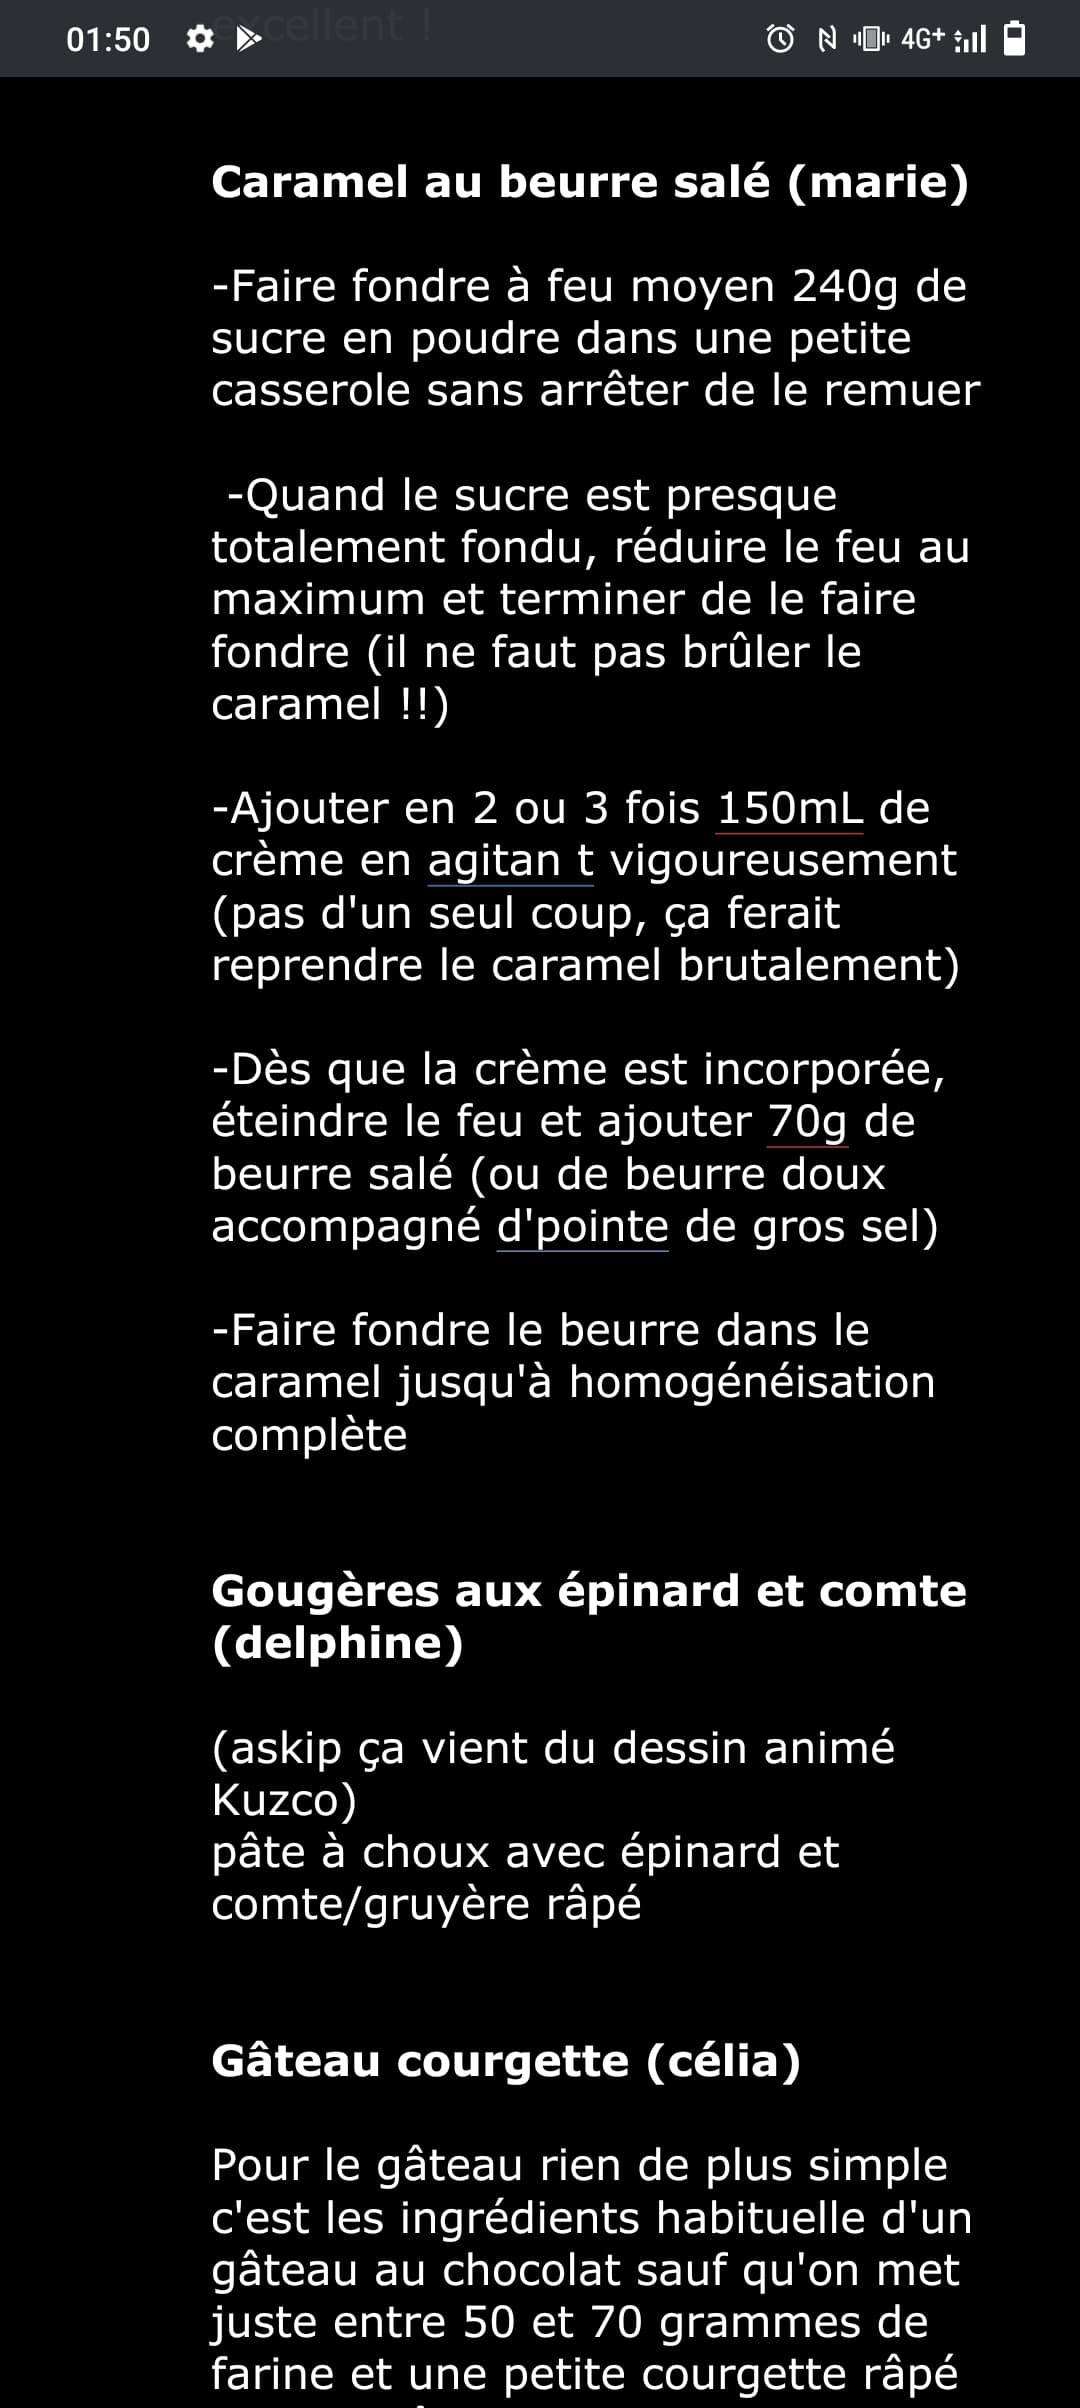 excellent !
01:50
4G+
Caramel au beurre salé (marie)
-Faire fondre à feu moyen 240g de
sucre en poudre dans une petite
casserole sans arrêter de le remuer
-Quand le sucre est presque
totalement fondu, réduire le feu au
maximum et terminer de le faire
fondre (il ne faut pas brûler le
caramel !!)
-Ajouter en 2 ou 3 fois 150mL de
crème en agitan t vigoureusement
(pas d'un seul coup, ça ferait
reprendre le caramel brutalement)
-Dès que la crème est incorporée,
éteindre le feu et ajouter 70g de
beurre salé (ou de beurre doux
accompagné d'pointe de gros sel)
-Faire fondre le beurre dans le
caramel jusqu'à homogénéisation
complète
Gougères aux épinard et comte
(delphine)
(askip ça vient du dessin animé
Kuzco)
pâte à choux avec épinard et
comte/gruyère râpé
Gâteau courgette (célia)
Pour le gâteau rien de plus simple
c'est les ingrédients habituelle d'un
gâteau au chocolat sauf qu'on met
juste entre 50 et 70 grammes de
farine et une petite courgette râpé